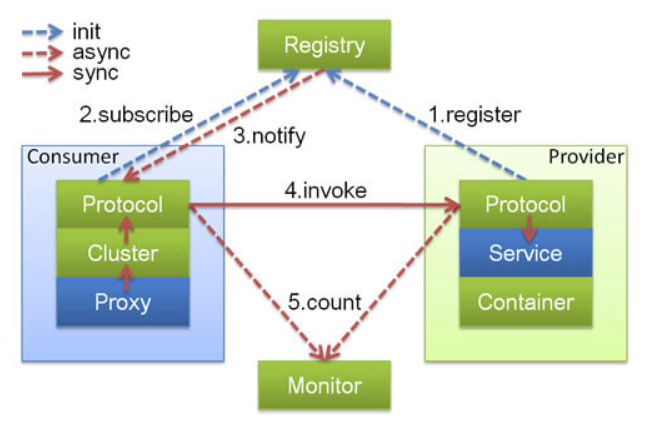 init
async
sync
Registry
2.subscribe
1.register
3.notify
Consumer
Provider
Protocol
4.invoke
Protocol
Cluster
Service
Proxy
5.count
Container
Monitor